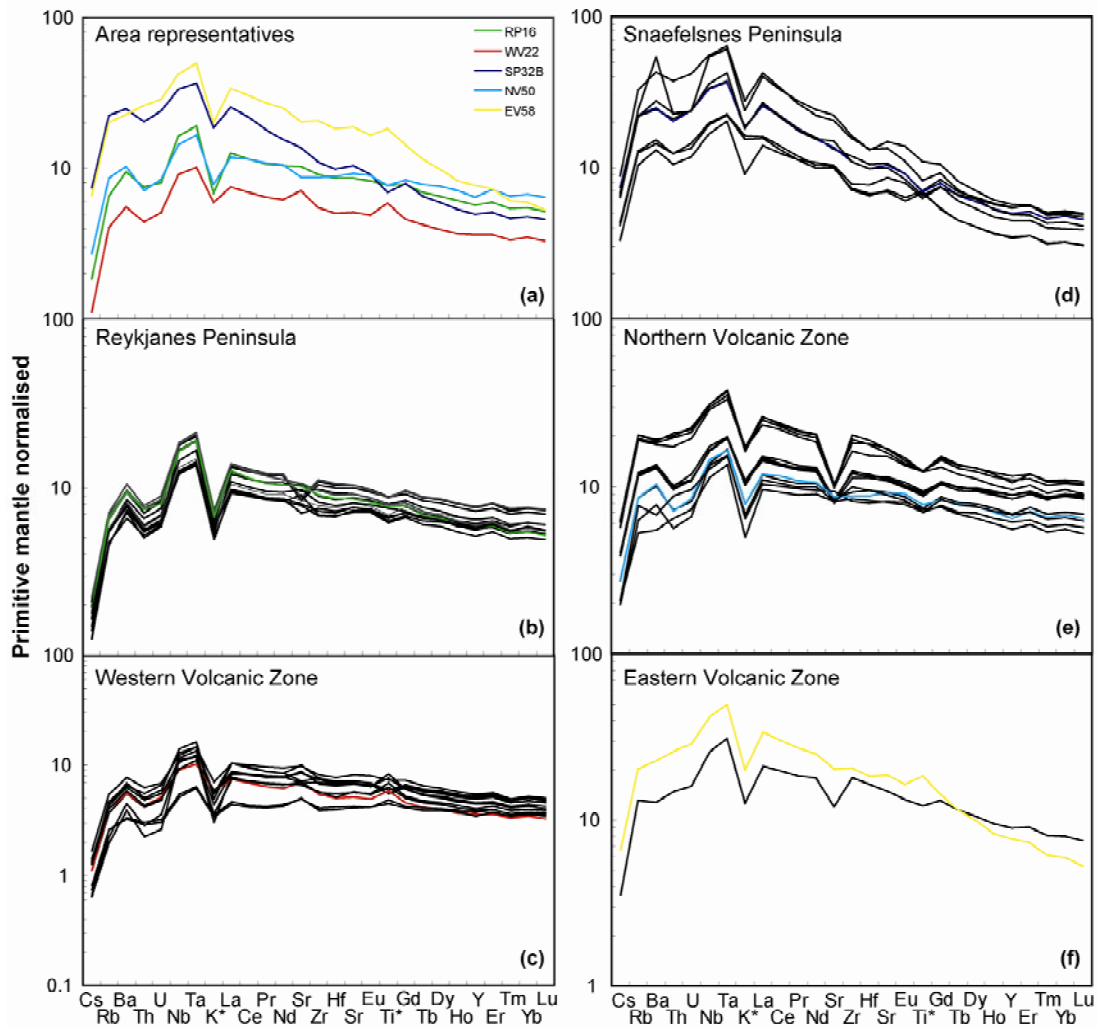 100
Area representatives
RP16
WV22
SP32B
NV50
EV58
10
(a)
100
Snaefelsnes Peninsula
10
(d)
100
Reykjanes Peninsula
10
(b)
100
Northern Volcanic Zone
10
(e)
Primitive mantle normalised
100
Western Volcanic Zone
10
1
(c)
0.1
100
Eastern Volcanic Zone
10
(f)
1
Cs Ba U Ta La Pr Sr Hf Eu Gd Dy Y Tm Lu
Rb Th Nb K* Ce Nd Zr Sr Ti* Tb Ho Er Yb
Cs Ba U Ta La Pr Sr Hf Eu Gd Dy Y Tm Lu
Rb Th Nb K* Ce Nd Zr Sr Ti* Tb Ho Er Yb